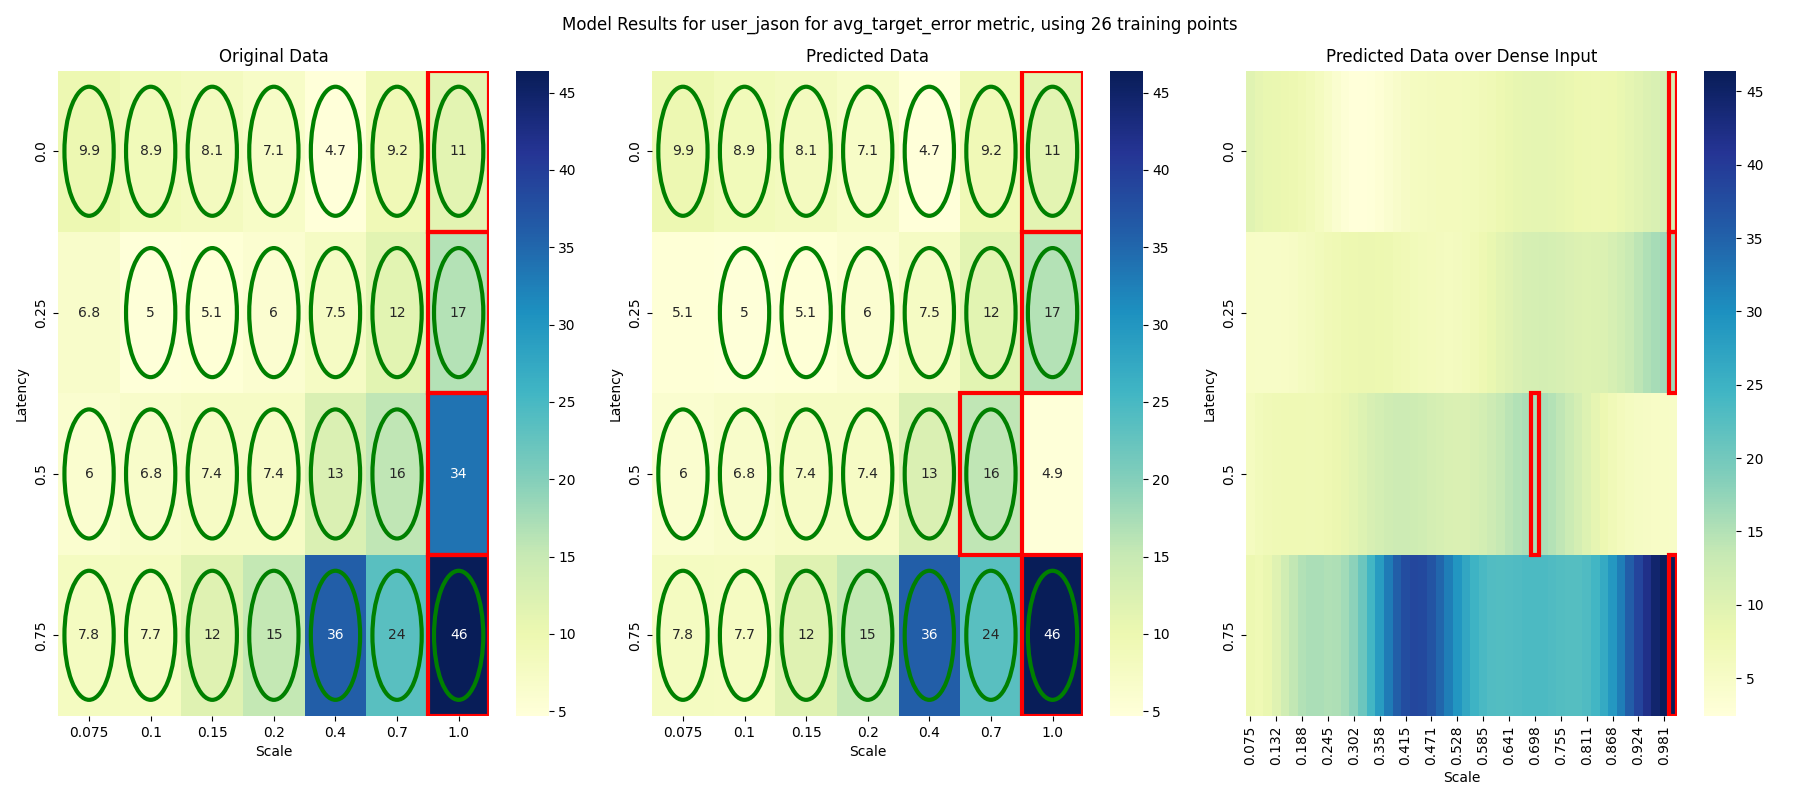 Model Results for user_jason for avg_target_error metric, using 26 training points
Original Data
Latency
0.0 9.9 8.9 8.1 7.1 4.7 9.2 11
0.25 6.8 5 5.1 6 7.5 12 17
0.5 6 6.8 7.4 7.4 13 16 34
0.75 7.8 7.7 12 15 36 24 46
0.075 0.1 0.15 0.2 0.4 0.7 1.0
Scale
45
40
35
30
25
20
15
10
5
Predicted Data
Latency
0.0 9.9 8.9 8.1 7.1 4.7 9.2 11
0.25 5.1 5 5.1 6 7.5 12 17
0.5 6 6.8 7.4 7.4 13 16 4.9
0.75 7.8 7.7 12 15 36 24 46
0.075 0.1 0.15 0.2 0.4 0.7 1.0
Scale
45
40
35
30
25
20
15
10
5
Predicted Data over Dense Input
Latency
0.0
0.25
0.5
0.75
0.075 0.132 0.188 0.245 0.302 0.358 0.415 0.471 0.528 0.585 0.641 0.698 0.755 0.811 0.868 0.924 0.981
Scale
45
40
35
30
25
20
15
10
5